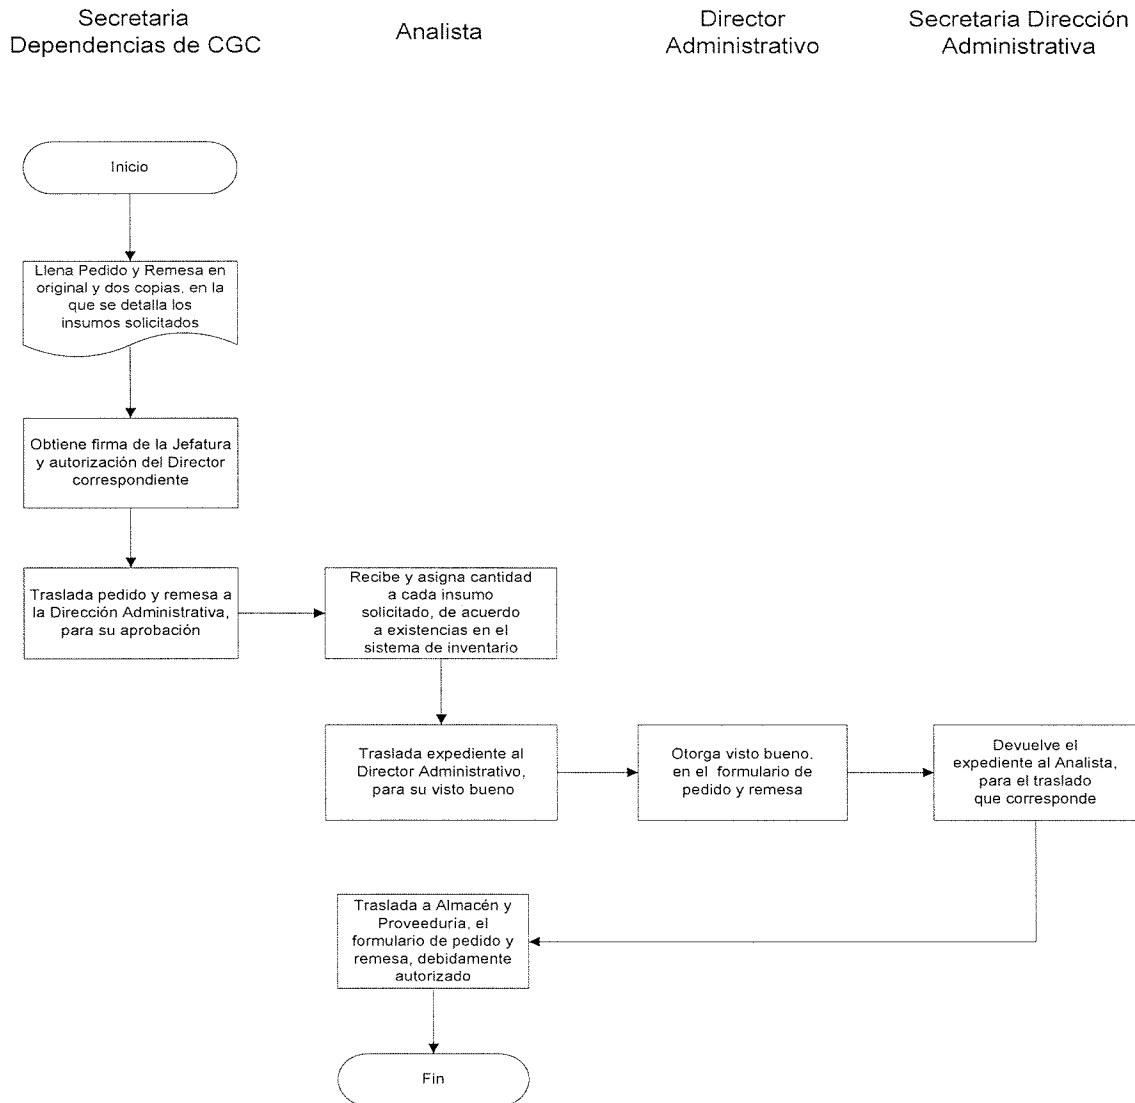 Secretaria
Dependencias de CGC
Analista
Director
Administrativo
Secretaria Dirección
Administrativa
Inicio
Llena Pedido y Remesa en
original y dos copias, en la
que se detalla los
insumos solicitados
Obtiene firma de la Jefatura
y autorización del Director
correspondiente
Traslada pedido y remesa a
la Dirección Administrativa,
para su aprobación
Recibe y asigna cantidad
a cada insumo
solicitado, de acuerdo
a existencias en el
sistema de inventario
Traslada expediente al
Director Administrativo,
para su visto bueno
Otorga visto bueno,
en el formulario de
pedido y remesa
Devuelve el
expediente al Analista,
para el traslado
que corresponde
Traslada a Almacén y
Proveeduría, el
formulario de pedido y
remesa, debidamente
autorizado
Fin